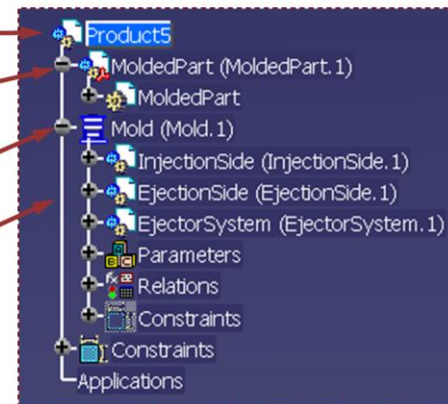 Product5
MoldedPart (MoldedPart.1)
MoldedPart
Mold (Mold.1)
InjectionSide (InjectionSide.1)
EjectionSide (EjectionSide.1)
EjectorSystem (EjectorSystem.1)
Parameters
Relations
Constraints
Constraints
Applications